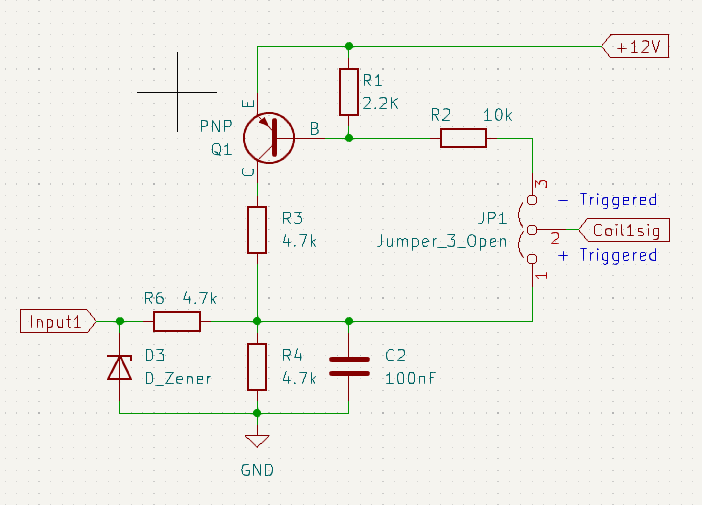 +12V
R1
2.2K
E
PNP
Q1
B
R2 10k
C
3
- Triggered
R3
4.7k
JP1
Jumper_3_Open
Coil1sig
2
+ Triggered
1
R6 4.7k
Input1
D3
D_Zener
R4
4.7k
C2
100nF
GND